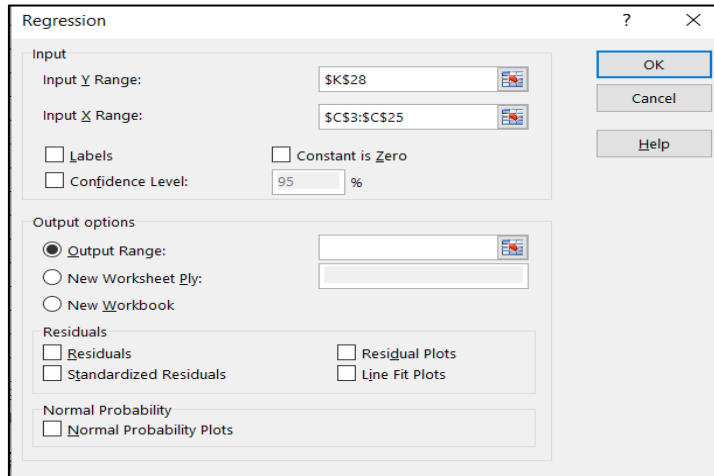 Regression ? ×
Input
OK
Input Y Range: $K$28
Cancel
Input X Range: $C$3:$C$25
Help
Labels Constant is Zero
Confidence Level: 95 %
Output options
Output Range:
New Worksheet Ply:
New Workbook
Residuals
Residuals Residual Plots
Standardized Residuals Line Fit Plots
Normal Probability
Normal Probability Plots